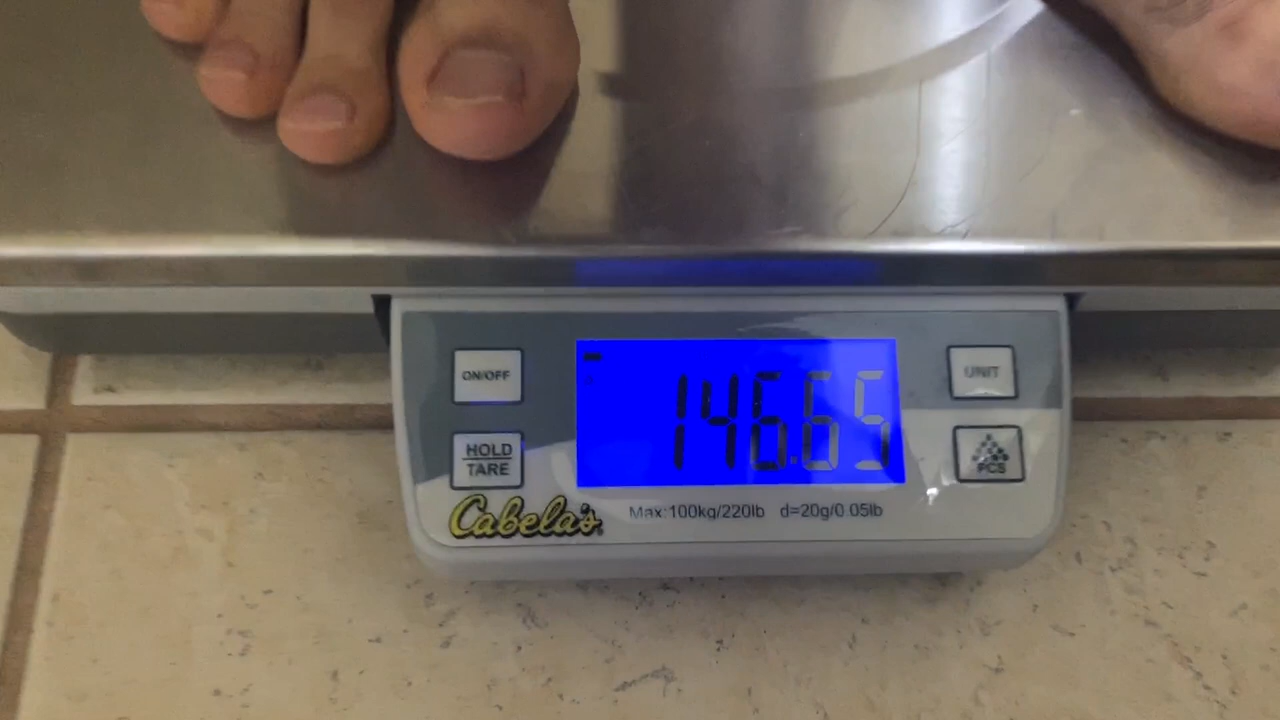 ON/OFF
HOLD
TARE
146.65
UNIT
PCS
Cabela's
Max:100kg/220lb d=20g/0.05lb